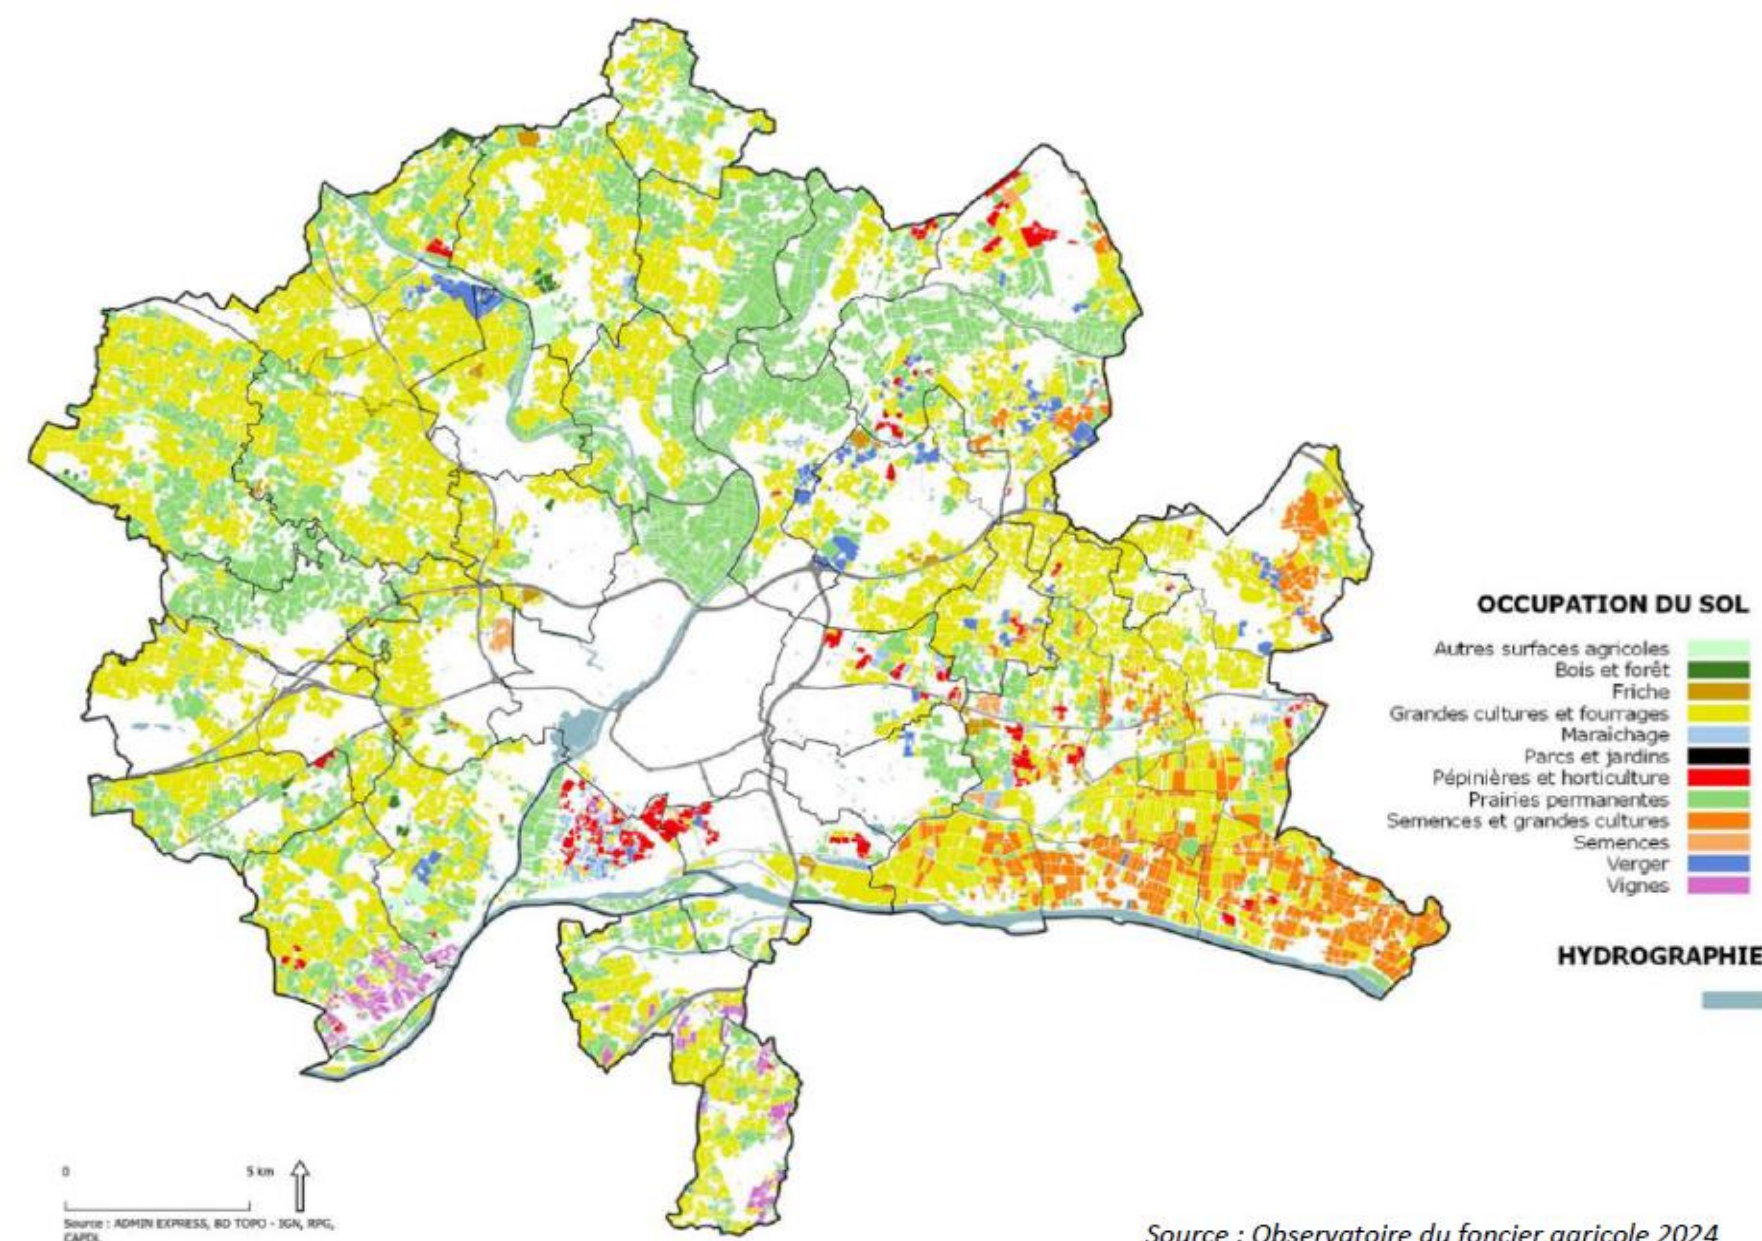 OCCUPATION DU SOL
Autres surfaces agricoles
Bois et forêt
Friche
Grandes cultures et fourrages
Maraîchage
Parcs et jardins
Pépinières et horticulture
Prairies permanentes
Semences et grandes cultures
Semences
Verger
Vignes
HYDROGRAPHIE
0 5 km
Source : ADMIN EXPRESS, BD TOPO - IGN, RPG,
CAPDL
Source : Observatoire du foncier agricole 2024